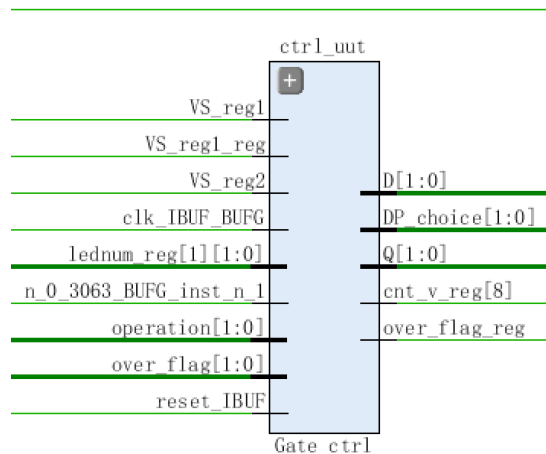 ctrl_uut
VS_reg1
VS_reg1_reg
VS_reg2
D[1:0]
clk_IBUF_BUFG
DP_choice[1:0]
lednum_reg[1][1:0]
Q[1:0]
n_0_3063_BUFG_inst_n_1
cnt_v_reg[8]
operation[1:0]
over_flag_reg
over_flag[1:0]
reset_IBUF
Gate ctrl